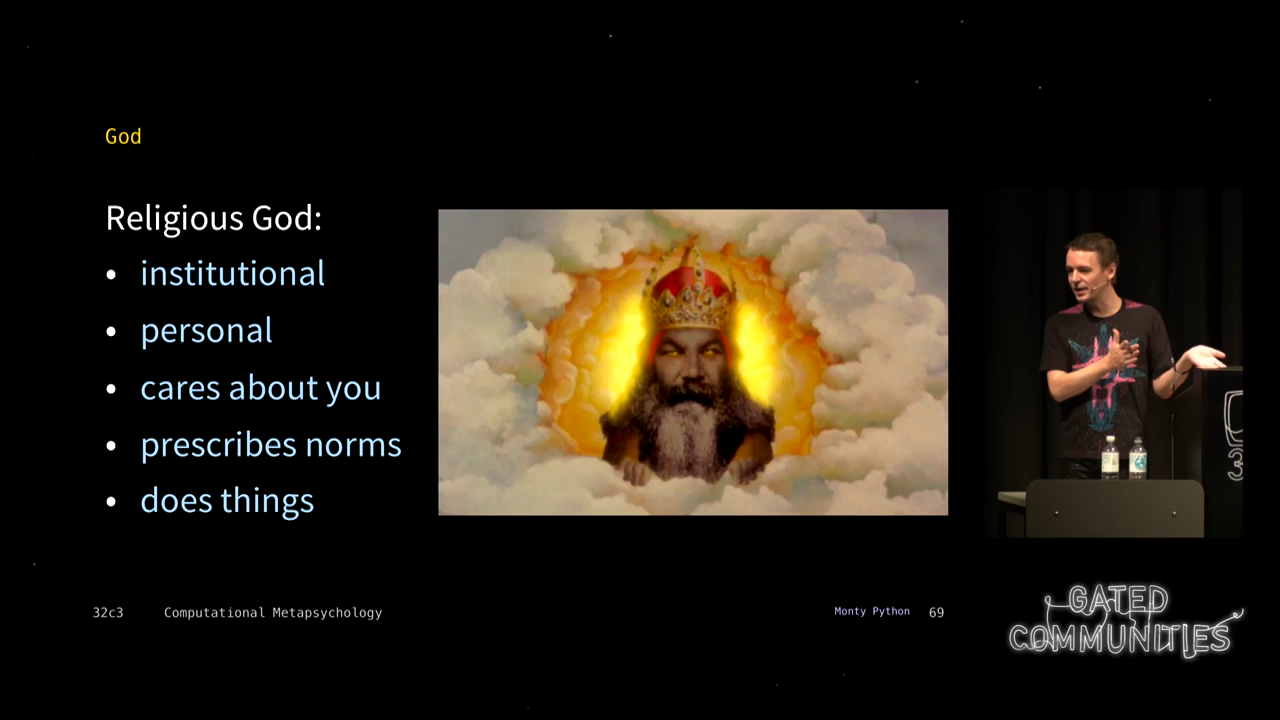 God
Religious God:
• institutional
• personal
• cares about you
• prescribes norms
• does things
32c3 Computational Metapsychology
Monty Python 69
GATED
COMMUNITIES